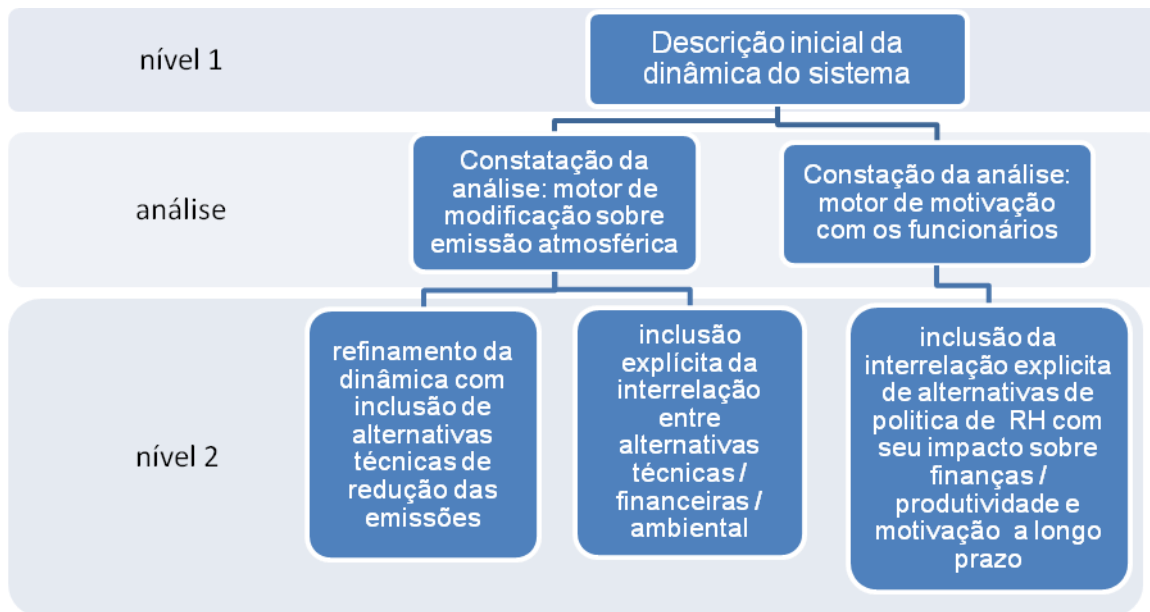 nível 1
Descrição inicial da
dinâmica do sistema
análise
Constatação da
análise: motor de
modificação sobre
emissão atmosférica
Constação da análise:
motor de motivação
com os funcionários
nível 2
refinamento da
dinâmica com
inclusão de
alternativas
técnicas de
redução das
emissões
inclusão
explícita da
interrelação
entre
alternativas
técnicas /
financeiras /
ambiental
inclusão da
interrelação explicita
de alternativas de
politica de RH com
seu impacto sobre
finanças /
produtividade e
motivação a longo
prazo